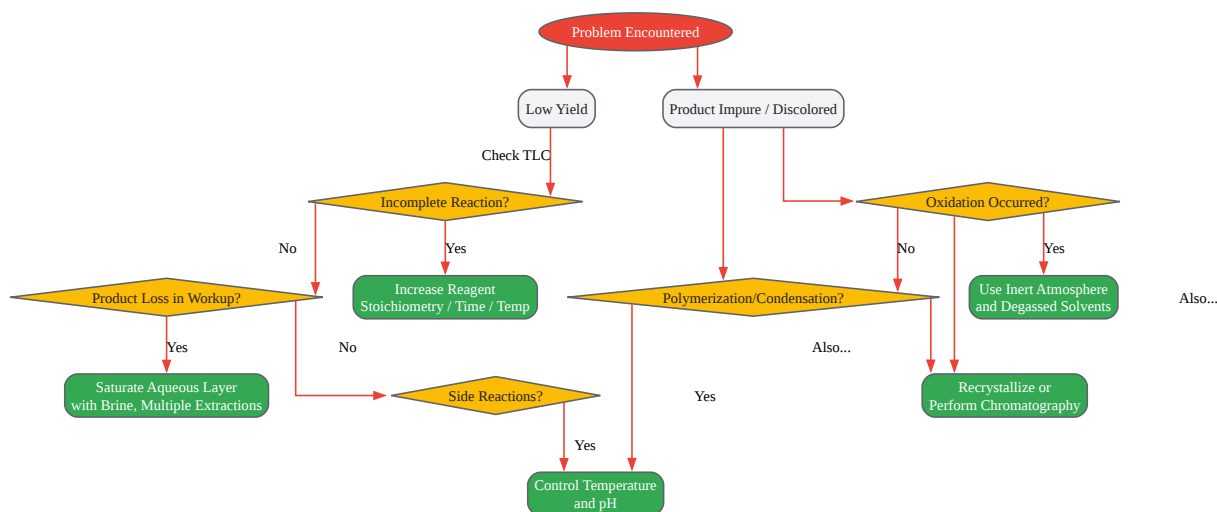 Problem Encountered
Low Yield
Product Impure / Discolored
Check TLC
Incomplete Reaction?
Oxidation Occurred?
No
Yes
No
Yes
Product Loss in Workup?
Increase Reagent
Stoichiometry / Time / Temp
Polymerization/Condensation?
Use Inert Atmosphere
and Degassed Solvents
Also...
Yes
No
Also...
Saturate Aqueous Layer
with Brine, Multiple Extractions
Side Reactions?
Yes
Recrystallize or
Perform Chromatography
Yes
Control Temperature
and pH